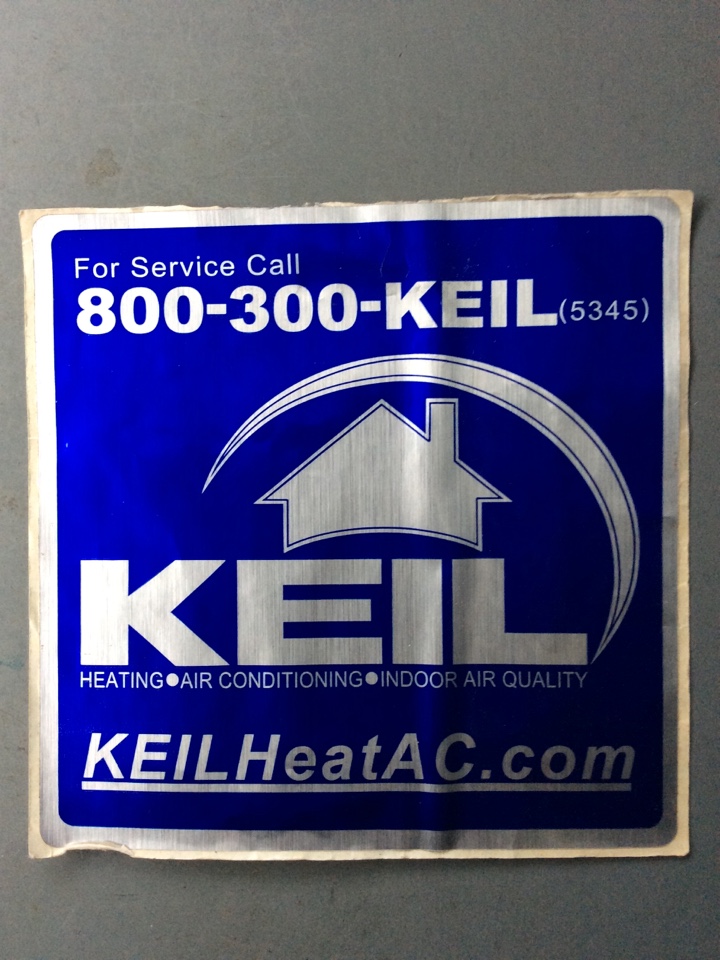 For Service Call
800-300-KEIL(5345)
KEIL
HEATING●AIR CONDITIONING●INDOOR AIR QUALITY
KEILHeatAC.com